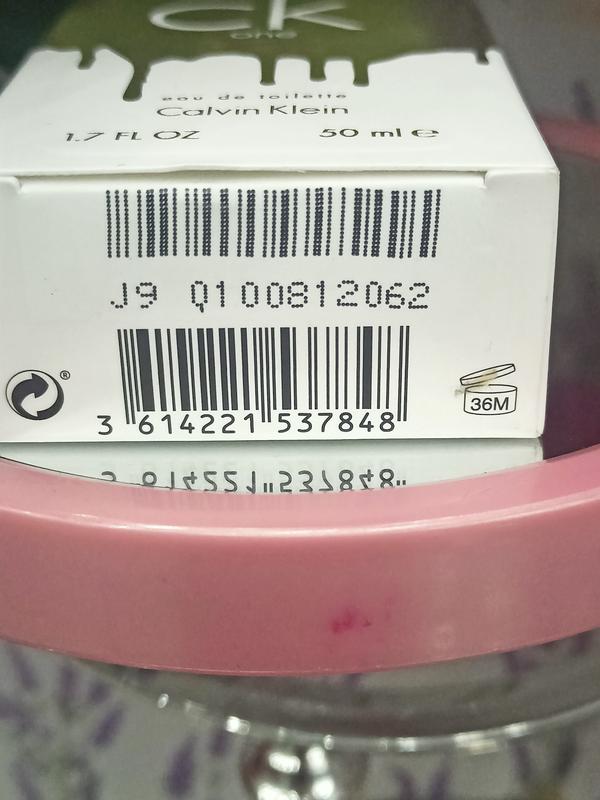 ck
one
eau de toilette
Calvin Klein
1.7 FL OZ 50 ml e
J9 Q100812062
3 614221 537848
®
36M